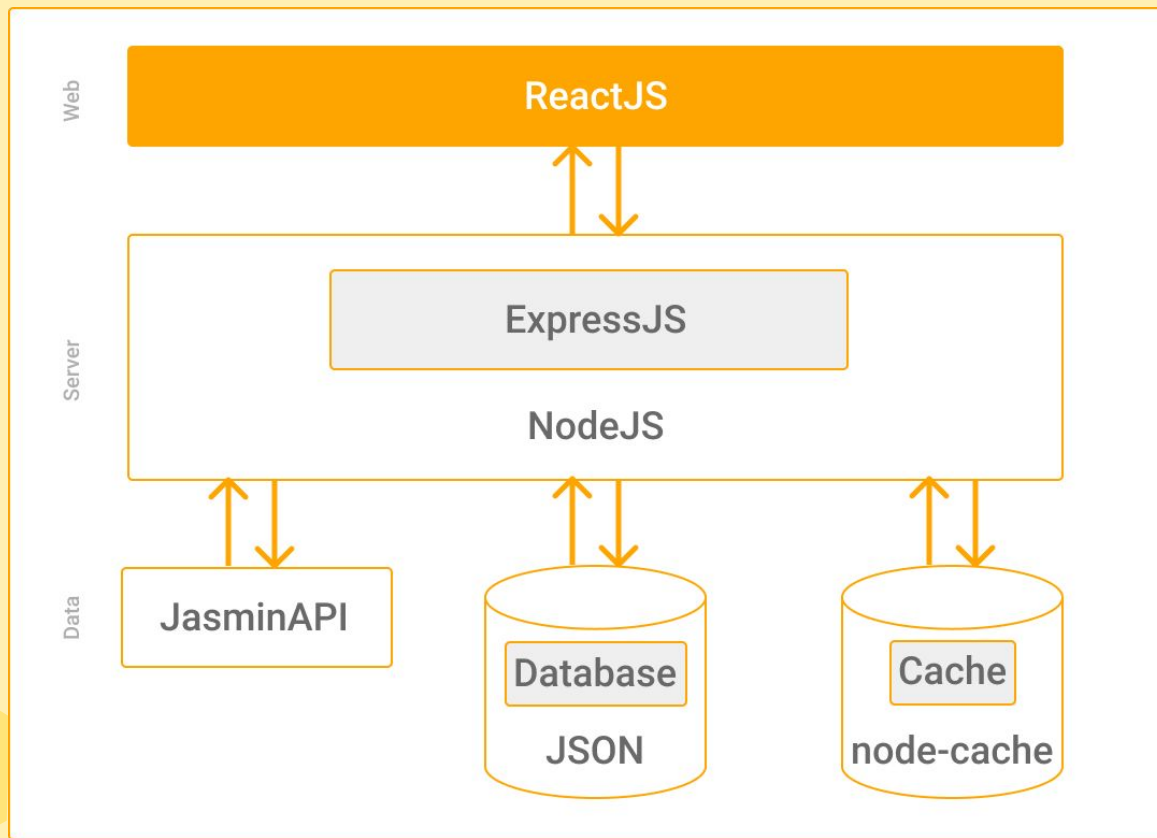 Web
ReactJS
Server
ExpressJS
NodeJS
Data
JasminAPI
Database
JSON
Cache
node-cache